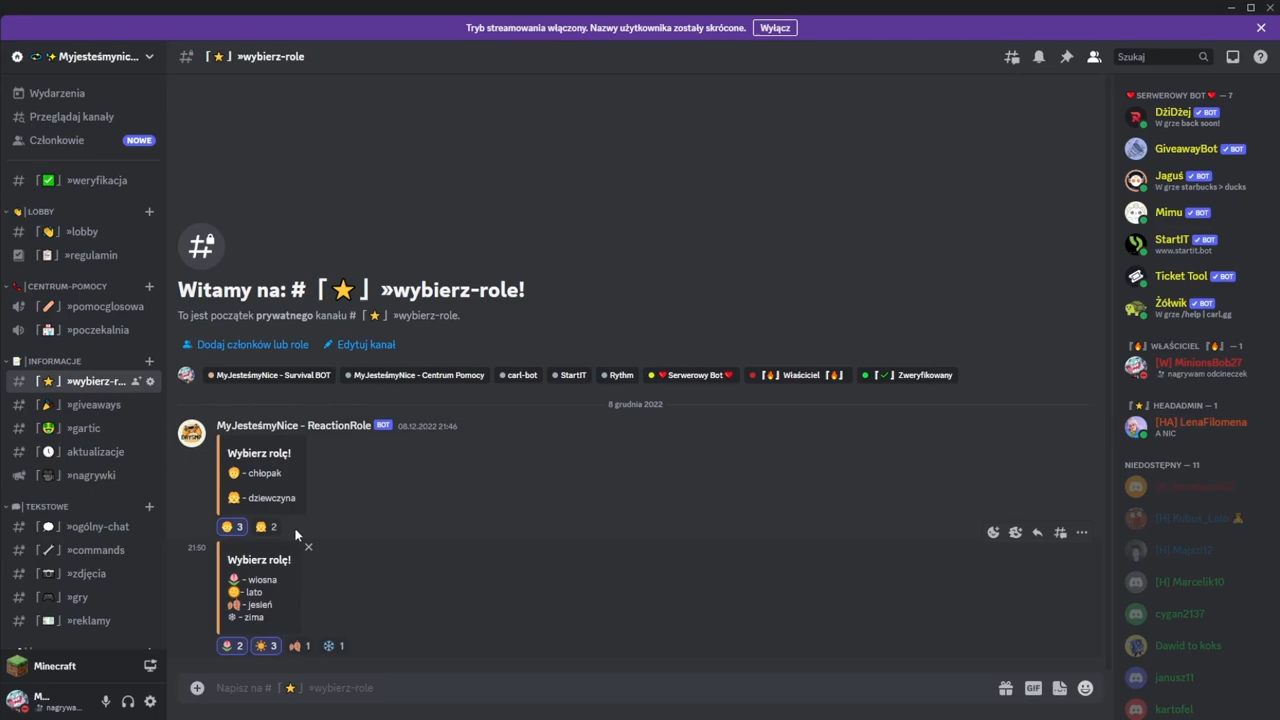 Tryb streamowania włączony. Nazwy użytkownika zostały skrócone. Wyłącz
Myjesteśmynic...
»wybierz-role
Szukaj
Wydarzenia
Przeglądaj kanały
Członkowie NOWE
»weryfikacja
LOBBY
»lobby
»regulamin
CENTRUM-POMOCY
»pomocglosowa
»poczekalnia
INFORMACJE
»wybierz-r...
»giveaways
»gartic
aktualizacje
»nagrywki
TEKSTOWE
»ogólny-chat
»commands
»zdjęcia
»gry
»reklamy
Minecraft
M...
nagrywa...
Witamy na: #「⭐」»wybierz-role!
To jest początek prywatnego kanału #「⭐」»wybierz-role.
Dodaj członków lub role Edytuj kanał
MyJesteśmyNice - Survival BOT MyJesteśmyNice - Centrum Pomocy carl-bot StartIT Rythm ❤️Serwerowy Bot❤️ 「🔥」Właściciel「🔥」 「✅」Zweryfikowany
8 grudnia 2022
MyJesteśmyNice - ReactionRole BOT 08.12.2022 21:46
Wybierz rolę!
- chłopak
- dziewczyna
3 2
21:50
Wybierz rolę!
- wiosna
- lato
- jesień
- zima
2 3 1 1
Napisz na #「⭐」»wybierz-role
GIF
❤️SERWEROWY BOT❤️ — 7
DżiDżej ✓ BOT
W grze back soon!
GiveawayBot ✓ BOT
Jaguś ✓ BOT
W grze starbucks > ducks
Mimu ✓ BOT
StartIT ✓ BOT
www.startit.bot
Ticket Tool ✓ BOT
Żółwik ✓ BOT
W grze /help | carl.gg
「🔥」WŁAŚCICIEL「🔥」— 1
[W] MinionsBob27
nagrywam odcineczek
「⭐」HEADADMIN — 1
[HA] LenaFilomena
A NIC
NIEDOSTĘPNY — 11
[H] Kubuś_Lolo
[H] Majzii12
[H] Marcelik10
cygan2137
Dawid to koks
janusz11
kartofel